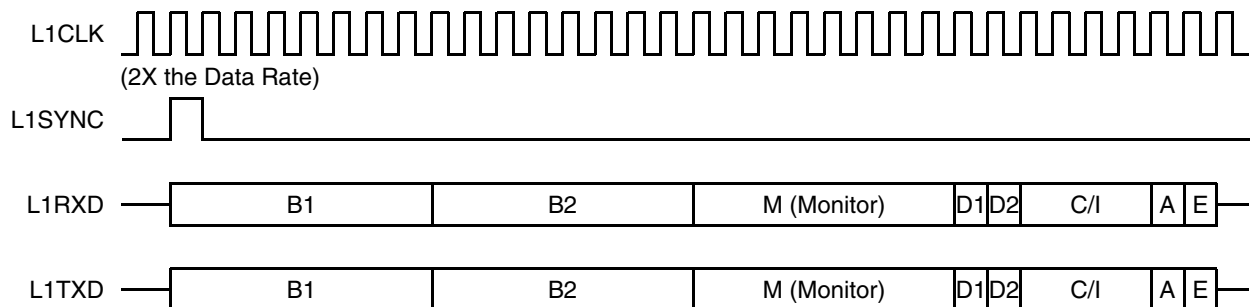 L1CLK
(2X the Data Rate)
L1SYNC
L1RXD B1 B2 M (Monitor) D1 D2 C/I A E
L1TXD B1 B2 M (Monitor) D1 D2 C/I A E